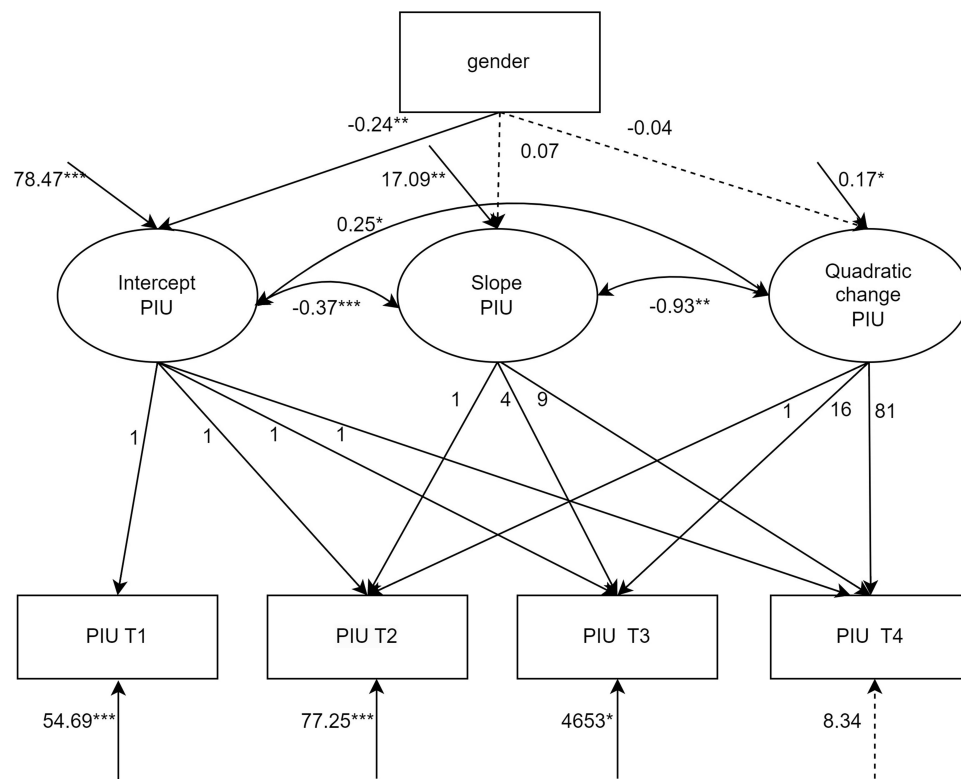 gender
-0.24**
0.07
-0.04
78.47***
17.09**
0.17*
0.25*
Intercept
PIU
-0.37***
Slope
PIU
-0.93**
Quadratic
change
PIU
1
1
1
1
1
4
9
1
16
81
PIU T1
PIU T2
PIU T3
PIU T4
54.69***
77.25***
4653*
8.34